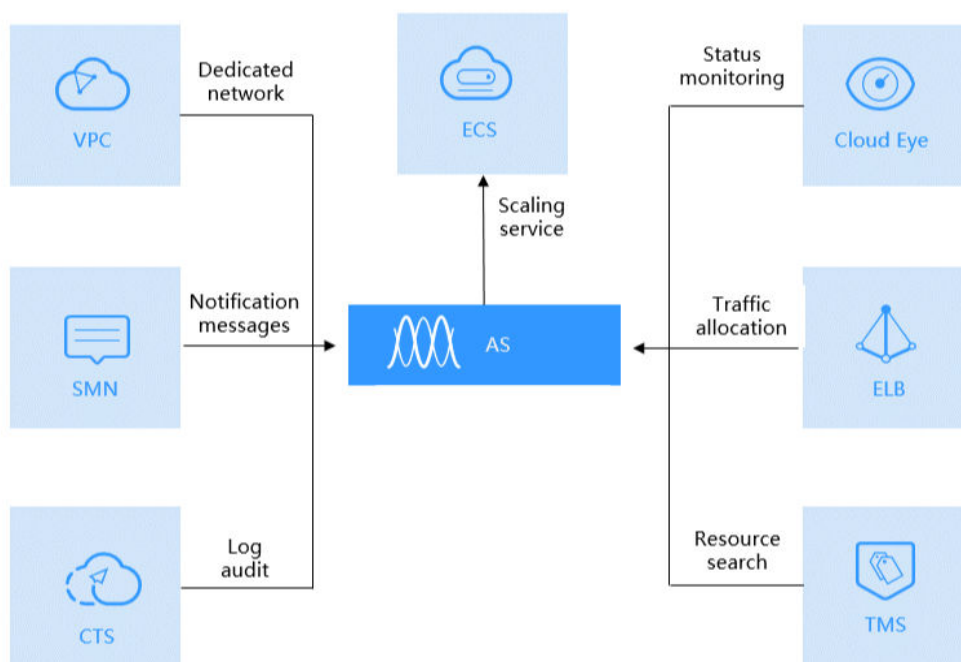 Dedicated
network
VPC
ECS
Status
monitoring
Cloud Eye
Scaling
service
Notification
messages
SMN
AS
Traffic
allocation
ELB
Log
audit
CTS
Resource
search
TMS